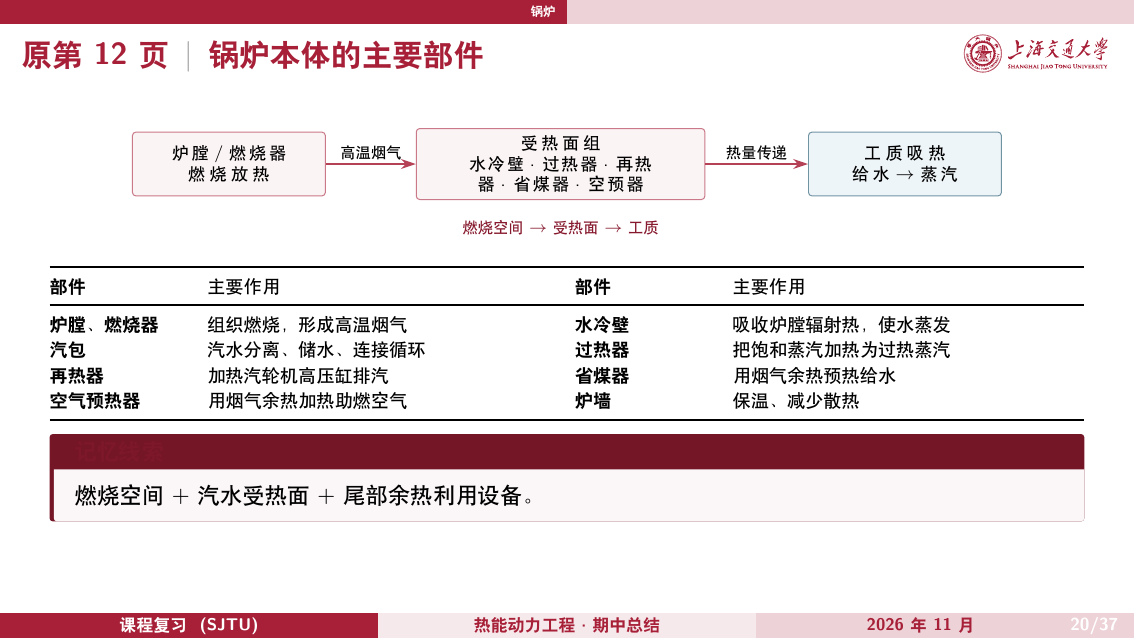 锅炉
原第 12 页 | 锅炉本体的主要部件
上海交通大学
SHANGHAI JIAO TONG UNIVERSITY
炉膛 / 燃烧器
燃烧放热
高温烟气
受热面组
水冷壁 · 过热器 · 再热
器 · 省煤器 · 空预器
热量传递
工质吸热
给水 → 蒸汽
燃烧空间 → 受热面 → 工质
部件 主要作用 部件 主要作用
炉膛、燃烧器 组织燃烧，形成高温烟气 水冷壁 吸收炉膛辐射热，使水蒸发
汽包 汽水分离、储水、连接循环 过热器 把饱和蒸汽加热为过热蒸汽
再热器 加热汽轮机高压缸排汽 省煤器 用烟气余热预热给水
空气预热器 用烟气余热加热助燃空气 炉墙 保温、减少散热
记忆线索
燃烧空间 + 汽水受热面 + 尾部余热利用设备。
课程复习 (SJTU) 热能动力工程 · 期中总结 2026 年 11 月 20/37